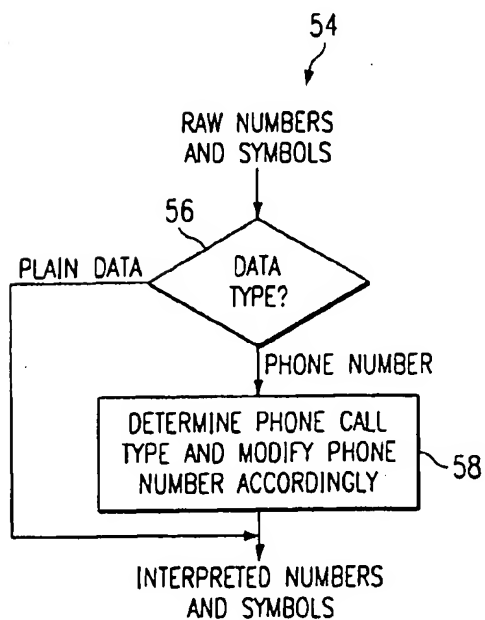 54
RAW NUMBERS
AND SYMBOLS
56
PLAIN DATA
DATA
TYPE?
PHONE NUMBER
DETERMINE PHONE CALL
TYPE AND MODIFY PHONE
NUMBER ACCORDINGLY
58
INTERPRETED NUMBERS
AND SYMBOLS